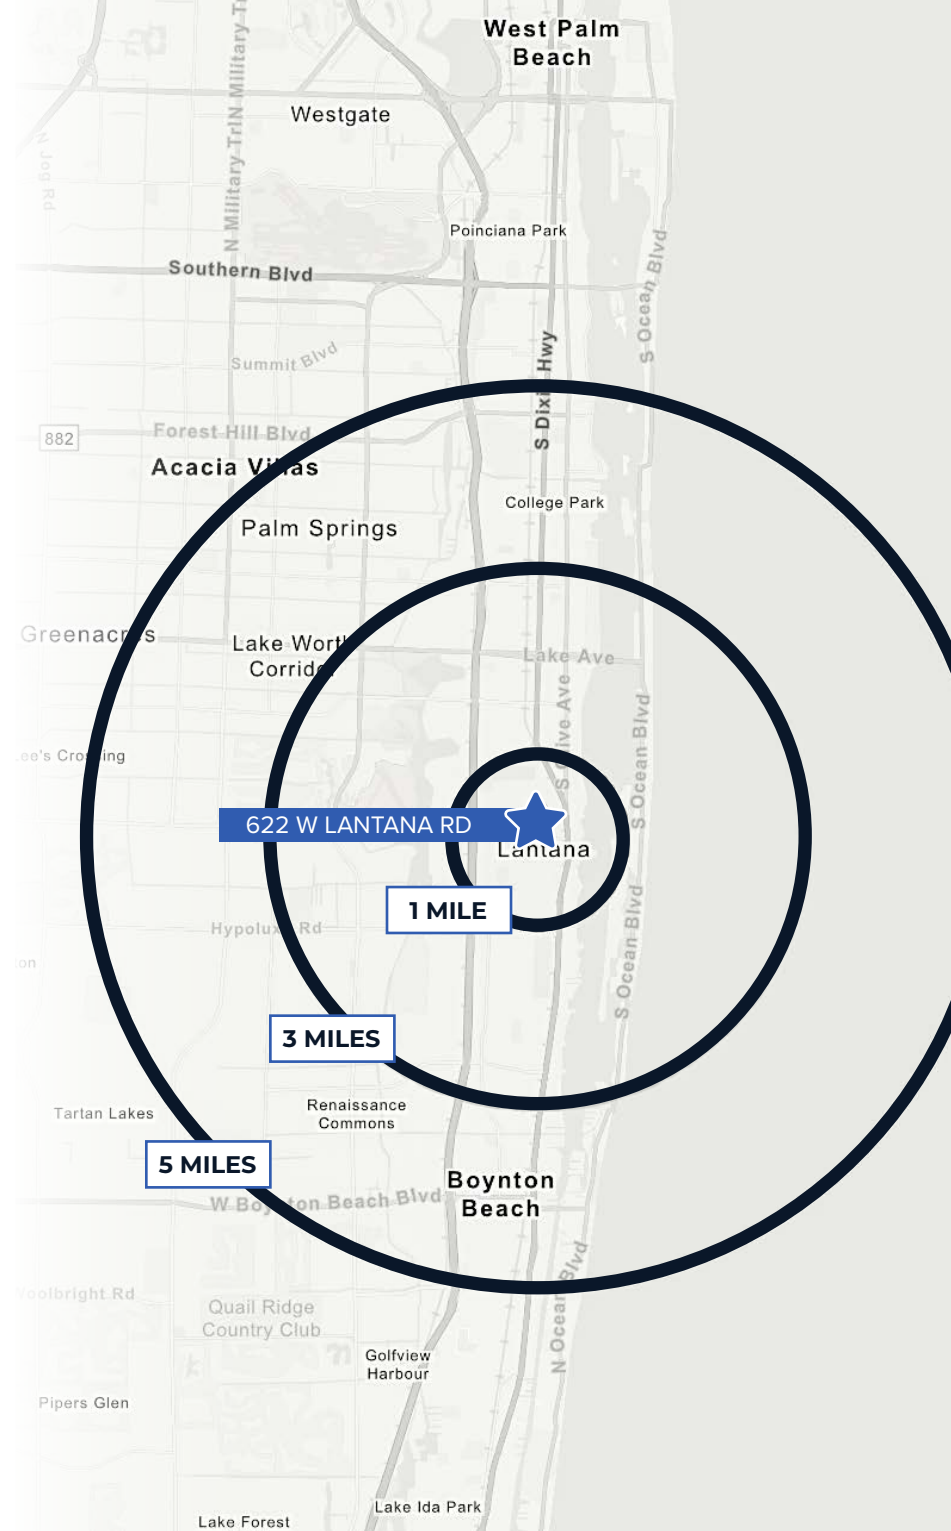 West Palm
Beach
Westgate
N Military Trl
N Military Tr
N Jog Rd
Poinciana Park
Southern Blvd
S Ocean Blvd
Summit Blvd
S Dixie Hwy
882
Forest Hill Blvd
Acacia Villas
College Park
Palm Springs
Greenacres
Lake Worth
Corridor
Lake Ave
S Olive Ave
S Ocean Blvd
ee's Crossing
622 W LANTANA RD
Lantana
1 MILE
Hypoluxo Rd
S Ocean Blvd
ton
3 MILES
Tartan Lakes
Renaissance
Commons
5 MILES
Boynton
Beach
W Boynton Beach Blvd
N Ocean Blvd
Woolbright Rd
Quail Ridge
Country Club
Golfview
Harbour
Pipers Glen
Lake Ida Park
Lake Forest